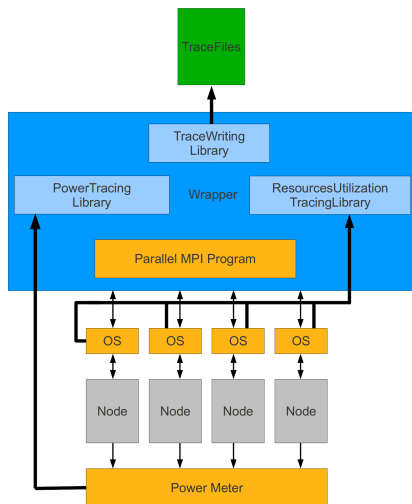 TraceFiles
TraceWriting
Library
PowerTracing
Library
Wrapper
ResourcesUtilization
TracingLibrary
Parallel MPI Program
OS
OS
OS
OS
Node
Node
Node
Node
Power Meter